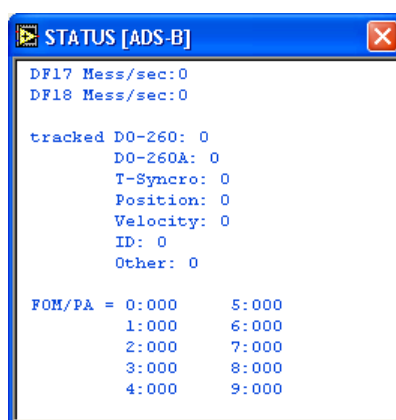 STATUS [ADS-B]
DF17 Mess/sec:0
DF18 Mess/sec:0
tracked DO-260: 0
DO-260A: 0
T-Syncro: 0
Position: 0
Velocity: 0
ID: 0
Other: 0
FOM/PA = 0:000 5:000
1:000 6:000
2:000 7:000
3:000 8:000
4:000 9:000